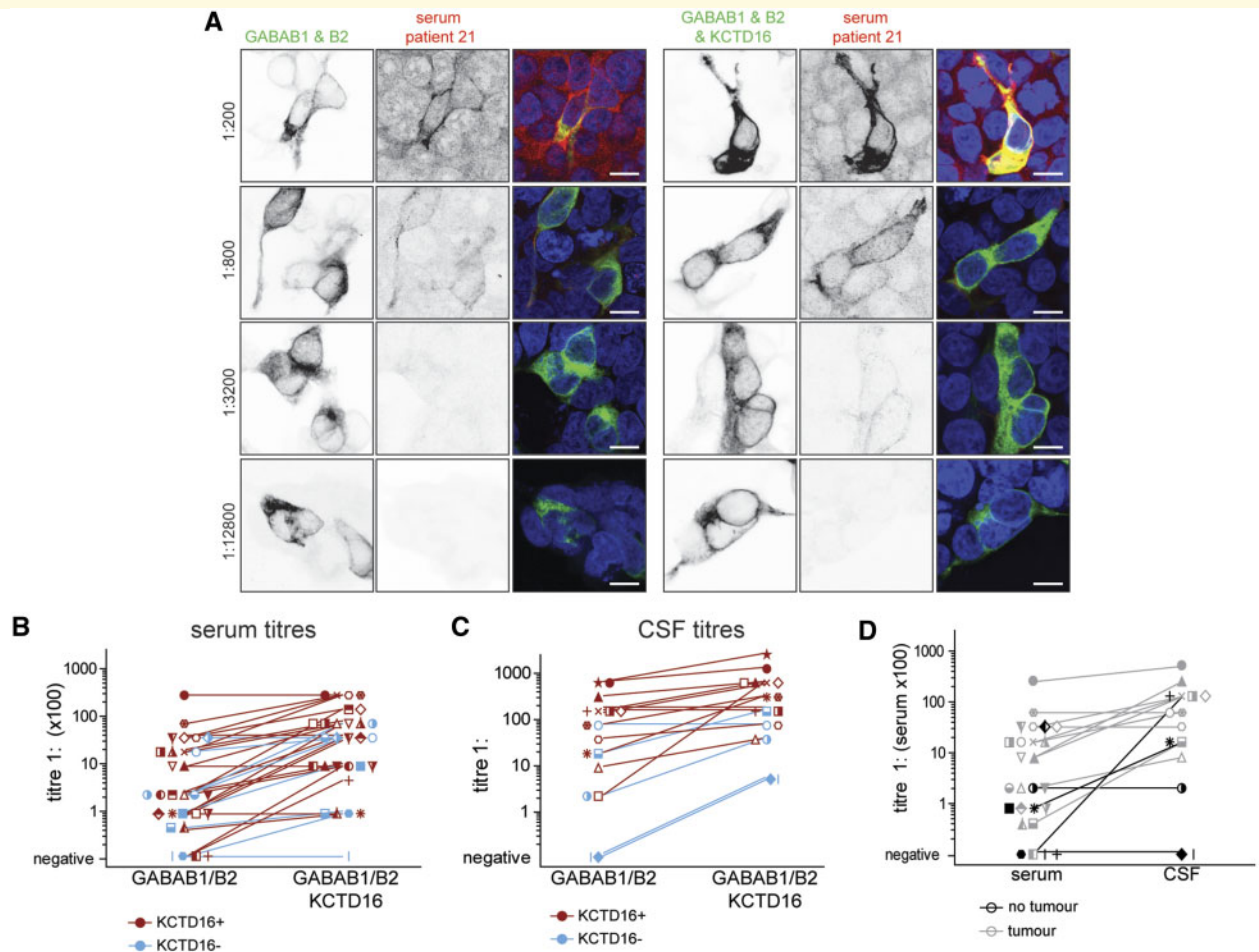 A
GABAB1 & B2
serum
patient 21
GABAB1 & B2
& KCTD16
serum
patient 21
1:200
1:800
1:3200
1:12800
B
serum titres
titre 1: (x100)
1000
100
10
1
negative
GABAB1/B2
GABAB1/B2
KCTD16
KCTD16+
KCTD16-
C
CSF titres
titre 1:
1000
100
10
1
negative
GABAB1/B2
GABAB1/B2
KCTD16
KCTD16+
KCTD16-
D
titre 1: (serum x100)
1000
100
10
1
negative
serum
CSF
no tumour
tumour